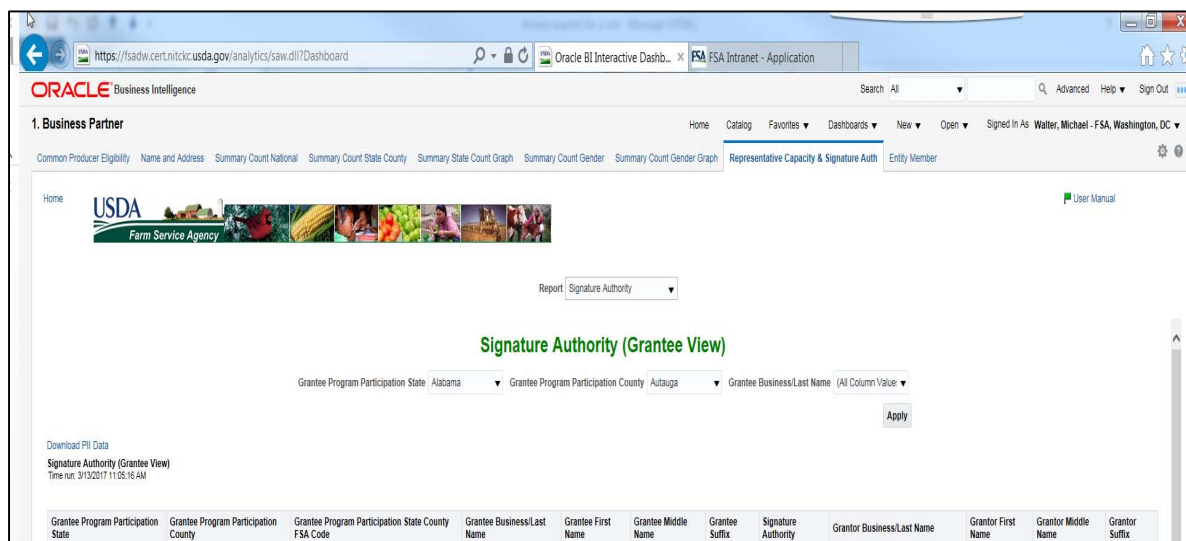 https://fsadw.cert.nitckc.usda.gov/analytics/saw.dll?Dashboard Oracle BI Interactive Dashb... FSA FSA Intranet - Application
ORACLE Business Intelligence Search All Advanced Help Sign Out
1. Business Partner Home Catalog Favorites Dashboards New Open Signed In As Walter, Michael - FSA, Washington, DC
Common Producer Eligibility Name and Address Summary Count National Summary Count State County Summary State Count Graph Summary Count Gender Summary Count Gender Graph Representative Capacity & Signature Auth Entity Member
Home USDA User Manual
Farm Service Agency
Report Signature Authority
Signature Authority (Grantee View)
Grantee Program Participation State Alabama Grantee Program Participation County Autauga Grantee Business/Last Name (All Column Value:
Apply
Download PII Data
Signature Authority (Grantee View)
Time run: 3/13/2017 11:05:16 AM
Grantee Program Participation Grantee Program Participation Grantee Program Participation State County Grantee Business/Last Grantee First Grantee Middle Grantee Signature Grantor Business/Last Name Grantor First Grantor Middle Grantor
State County FSA Code Name Name Name Suffix Authority Name Name Suffix